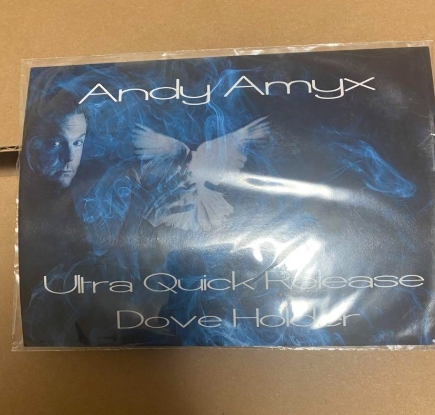 Andy Amyx
Ultra Quick Release
Dove Holder